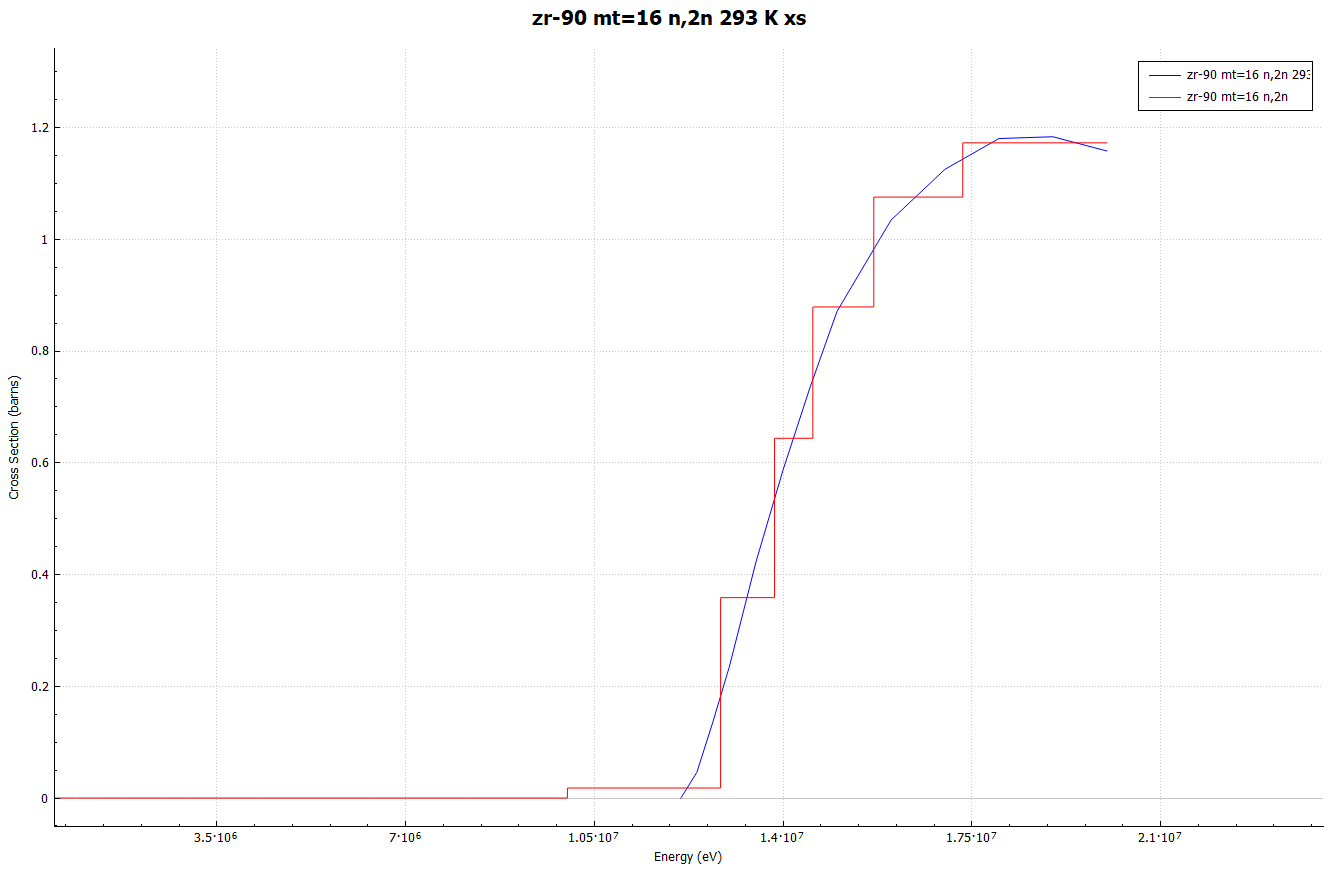 zr-90 mt=16 n,2n 293 K xs
zr-90 mt=16 n,2n 293
zr-90 mt=16 n,2n
1.2
1
0.8
0.6
0.4
0.2
0
Cross Section (barns)
3.5·10⁶ 7·10⁶ 1.05·10⁷ 1.4·10⁷ 1.75·10⁷ 2.1·10⁷
Energy (eV)